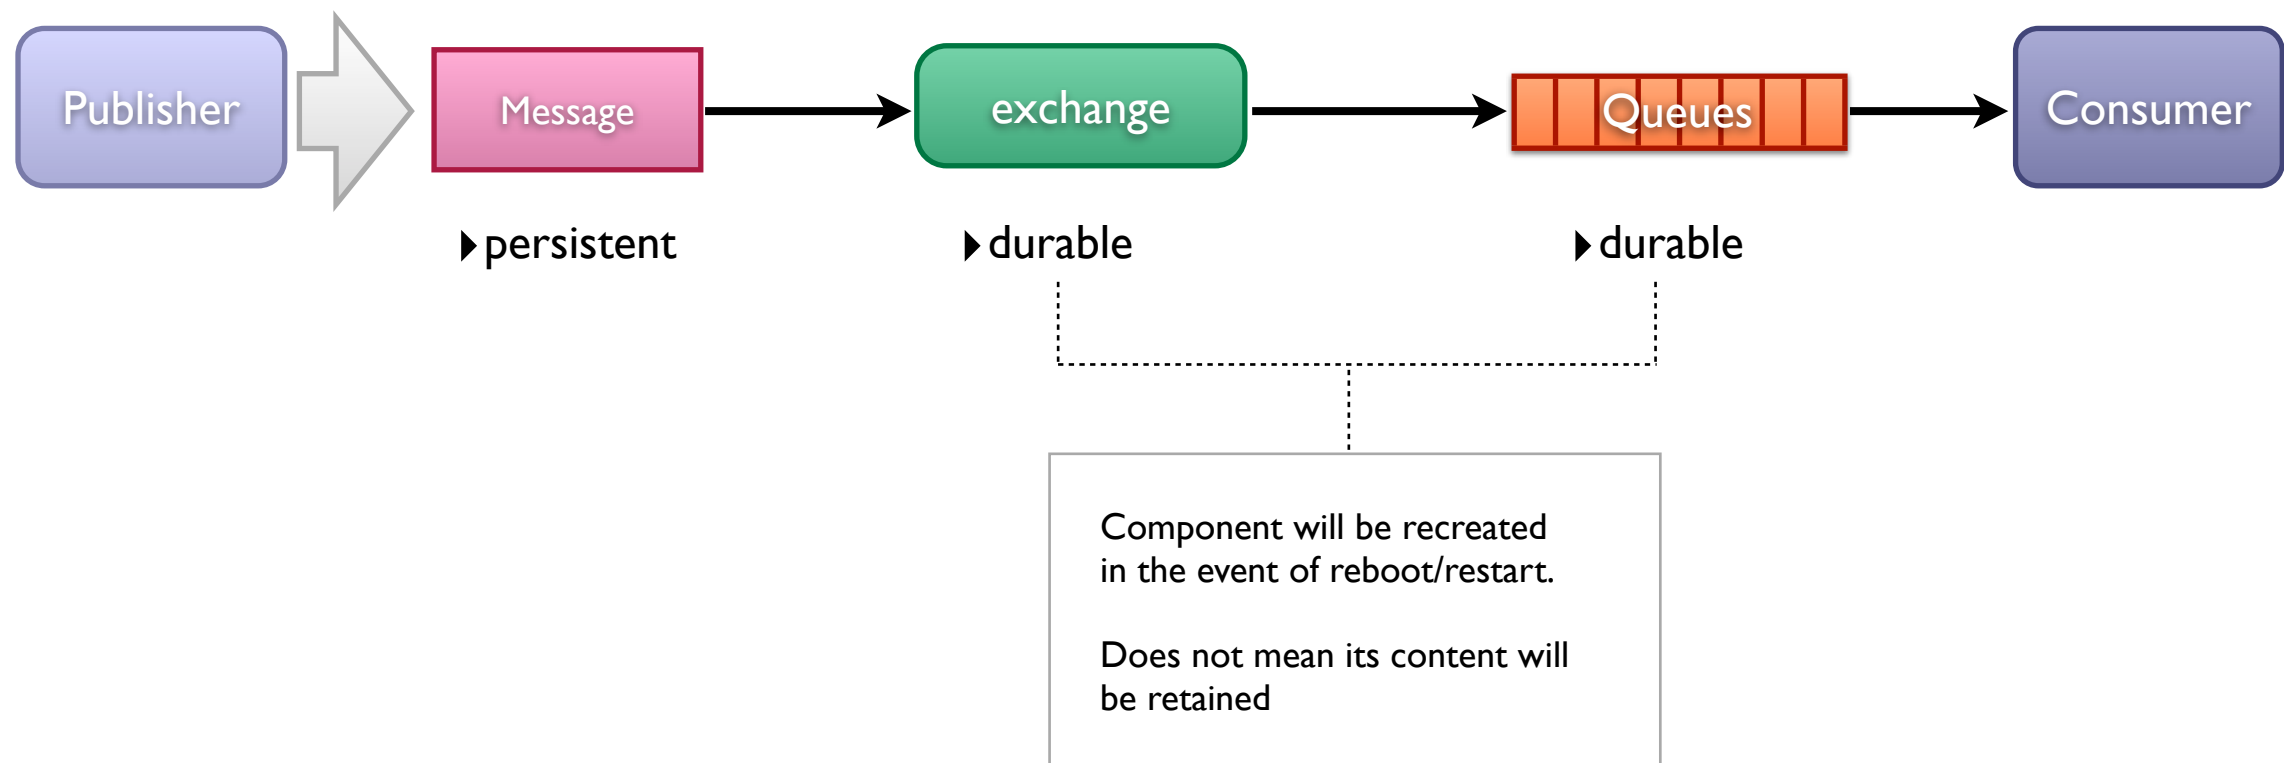 Publisher
Message
exchange
Queues
Consumer
persistent
durable
durable
Component will be recreated
in the event of reboot/restart.
Does not mean its content will
be retained